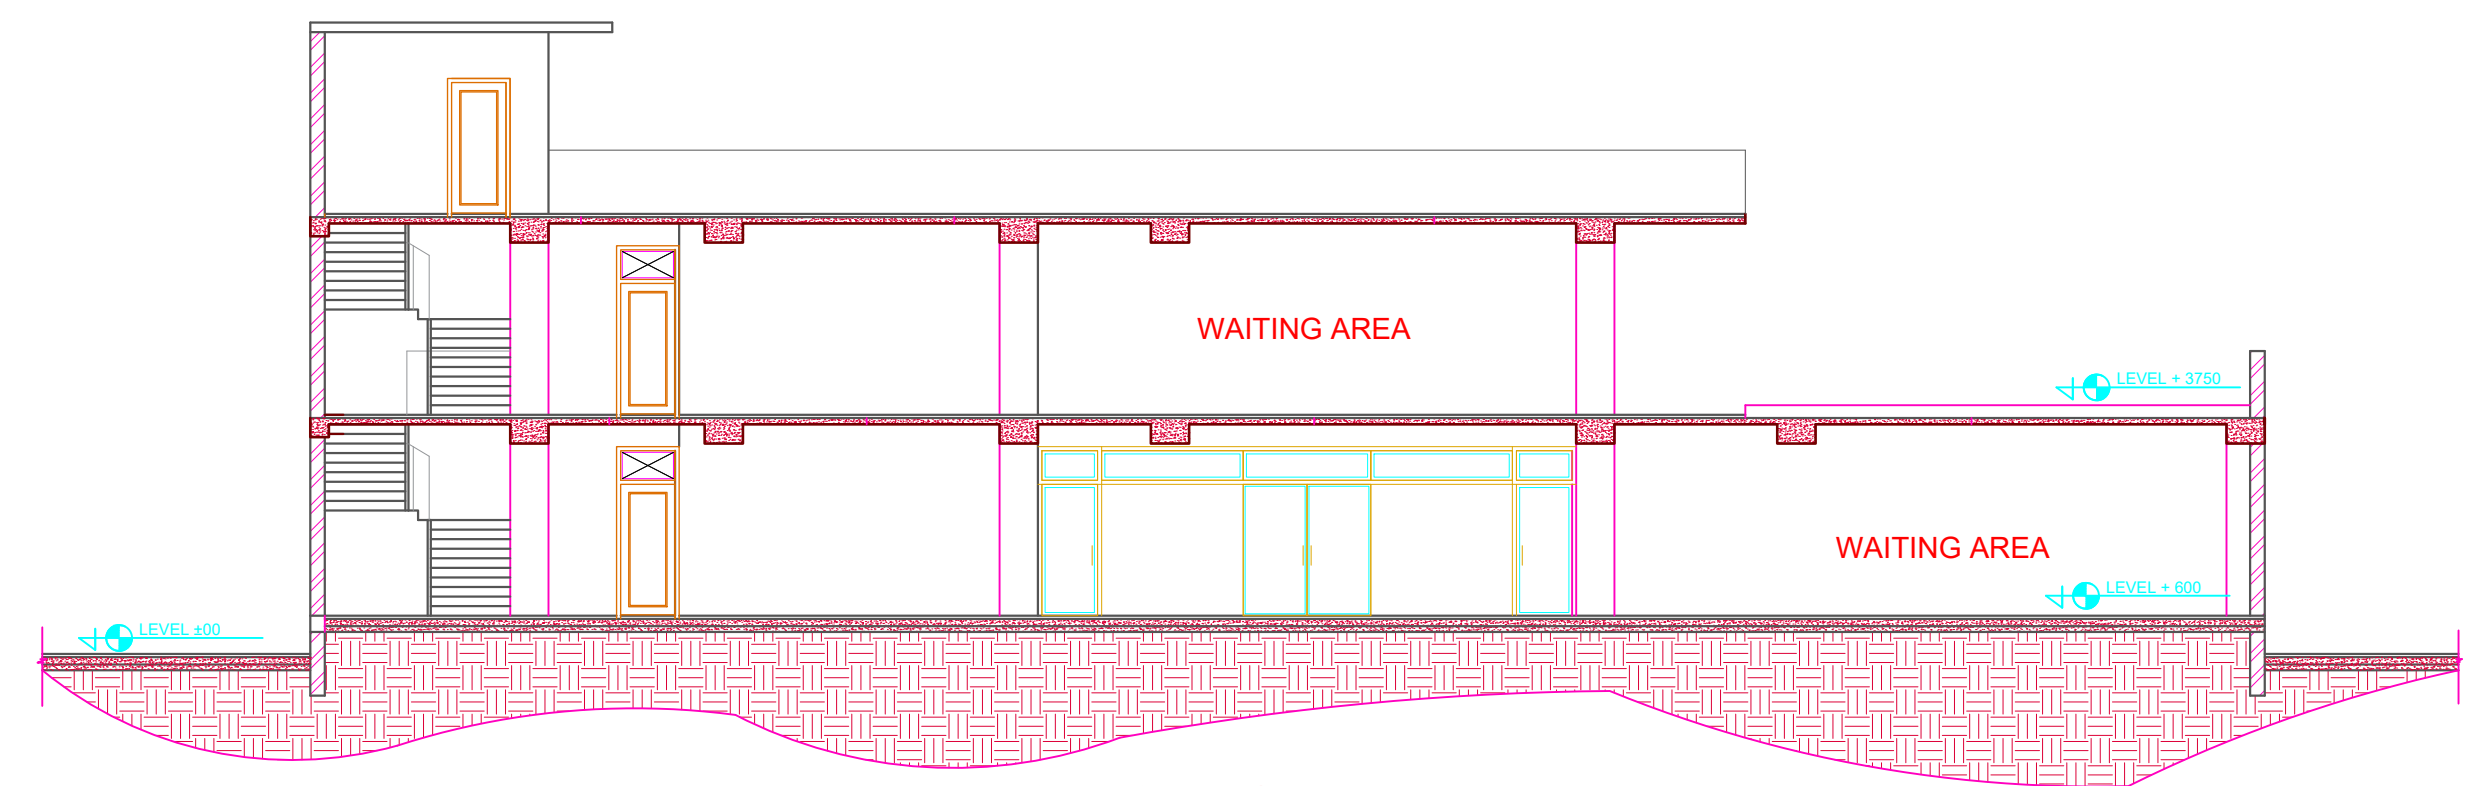 WAITING AREA
LEVEL + 3750
WAITING AREA
LEVEL + 600
LEVEL ±00